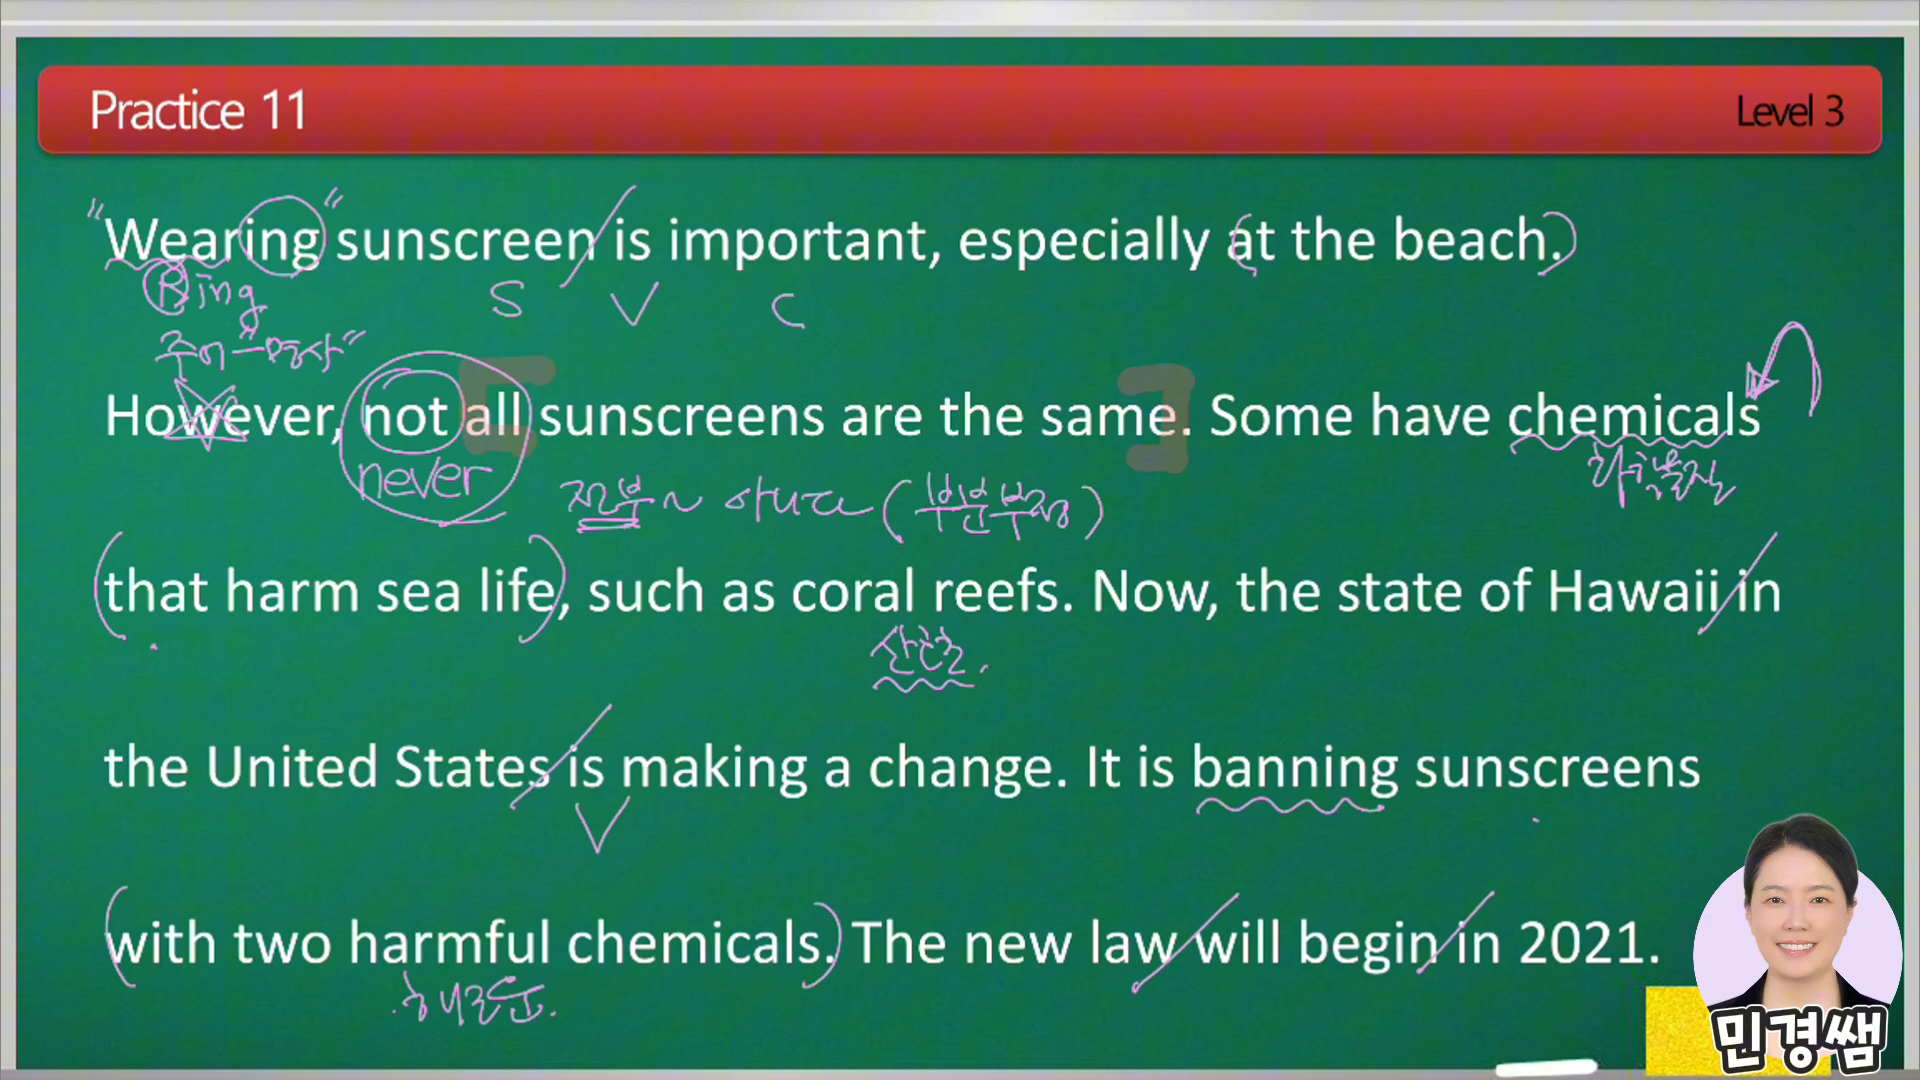 Practice 11
Level 3
"Wearing" sunscreen is important, especially at the beach.
Ⓡing S V C
주어-명사"
However, not all sunscreens are the same. Some have chemicals
never 전부~ 아니다 (부분부정) 화학물질
that harm sea life, such as coral reefs. Now, the state of Hawaii in
산호초.
the United States is making a change. It is banning sunscreens
V
with two harmful chemicals. The new law will begin in 2021.
해로운.
민경쌤